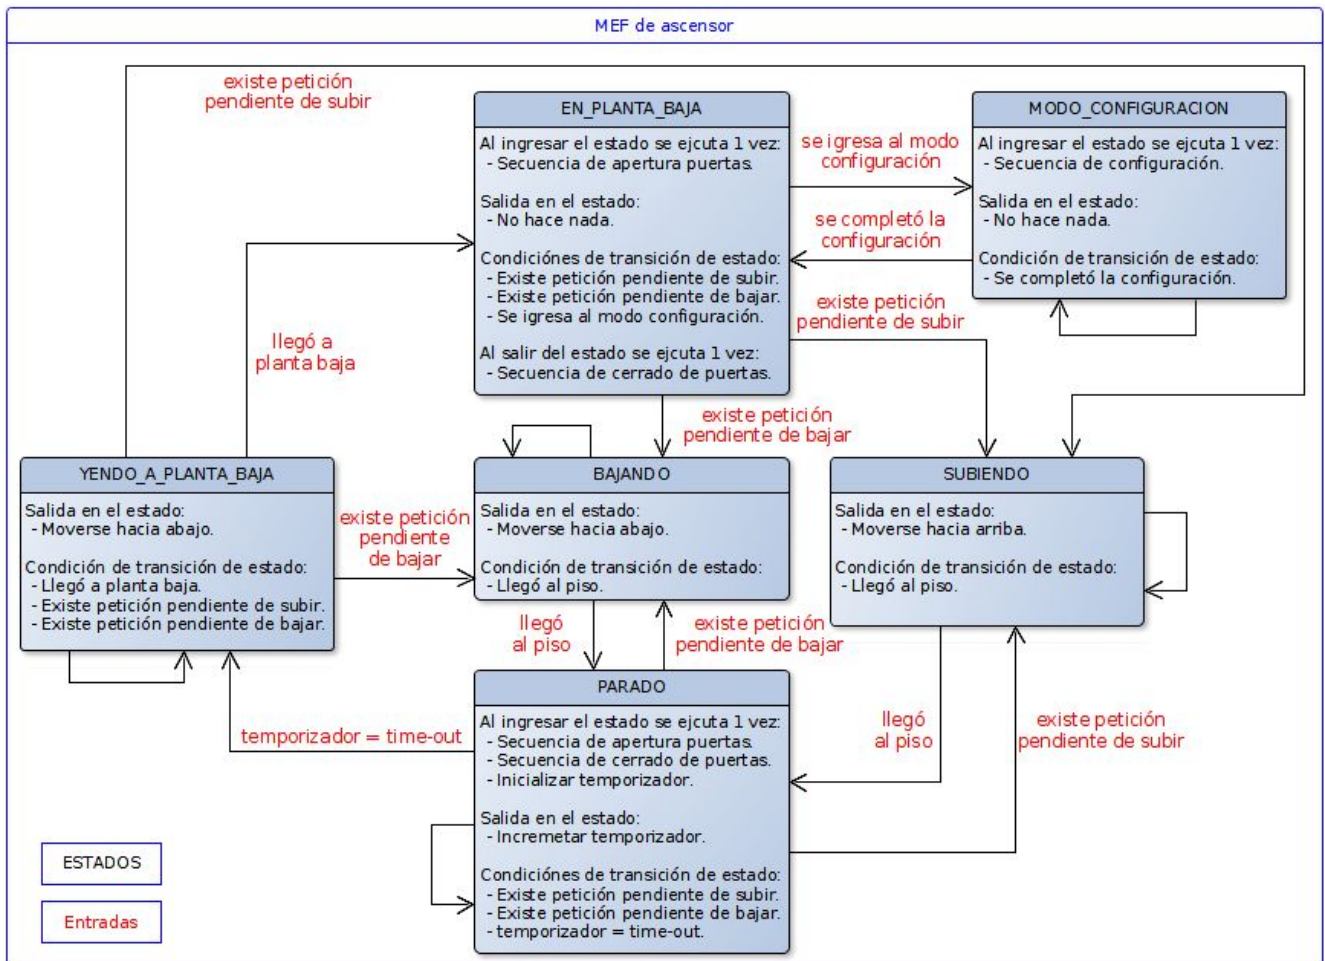 MEF de ascensor
existe petición
pendiente de subir
EN_PLANTA_BAJA
Al ingresar el estado se ejcuta 1 vez:
- Secuencia de apertura puertas.
Salida en el estado:
- No hace nada.
Condiciónes de transición de estado:
- Existe petición pendiente de subir.
- Existe petición pendiente de bajar.
- Se igresa al modo configuración.
Al salir del estado se ejcuta 1 vez:
- Secuencia de cerrado de puertas.
se igresa al modo
configuración
se completó la
configuración
MODO_CONFIGURACION
Al ingresar el estado se ejcuta 1 vez:
- Secuencia de configuración.
Salida en el estado:
- No hace nada.
Condición de transición de estado:
- Se completó la configuración.
existe petición
pendiente de subir
llegó a
planta baja
existe petición
pendiente de bajar
YENDO_A_PLANTA_BAJA
Salida en el estado:
- Moverse hacia abajo.
Condición de transición de estado:
- Llegó a planta baja.
- Existe petición pendiente de subir.
- Existe petición pendiente de bajar.
existe petición
pendiente
de bajar
BAJANDO
Salida en el estado:
- Moverse hacia abajo.
Condición de transición de estado:
- Llegó al piso.
SUBIENDO
Salida en el estado:
- Moverse hacia arriba.
Condición de transición de estado:
- Llegó al piso.
llegó
al piso
existe petición
pendiente de bajar
temporizador = time-out
PARADO
Al ingresar el estado se ejcuta 1 vez:
- Secuencia de apertura puertas.
- Secuencia de cerrado de puertas.
- Inicializar temporizador.
Salida en el estado:
- Incremetar temporizador.
Condiciónes de transición de estado:
- Existe petición pendiente de subir.
- Existe petición pendiente de bajar.
- temporizador = time-out.
llegó
al piso
existe petición
pendiente de subir
ESTADOS
Entradas